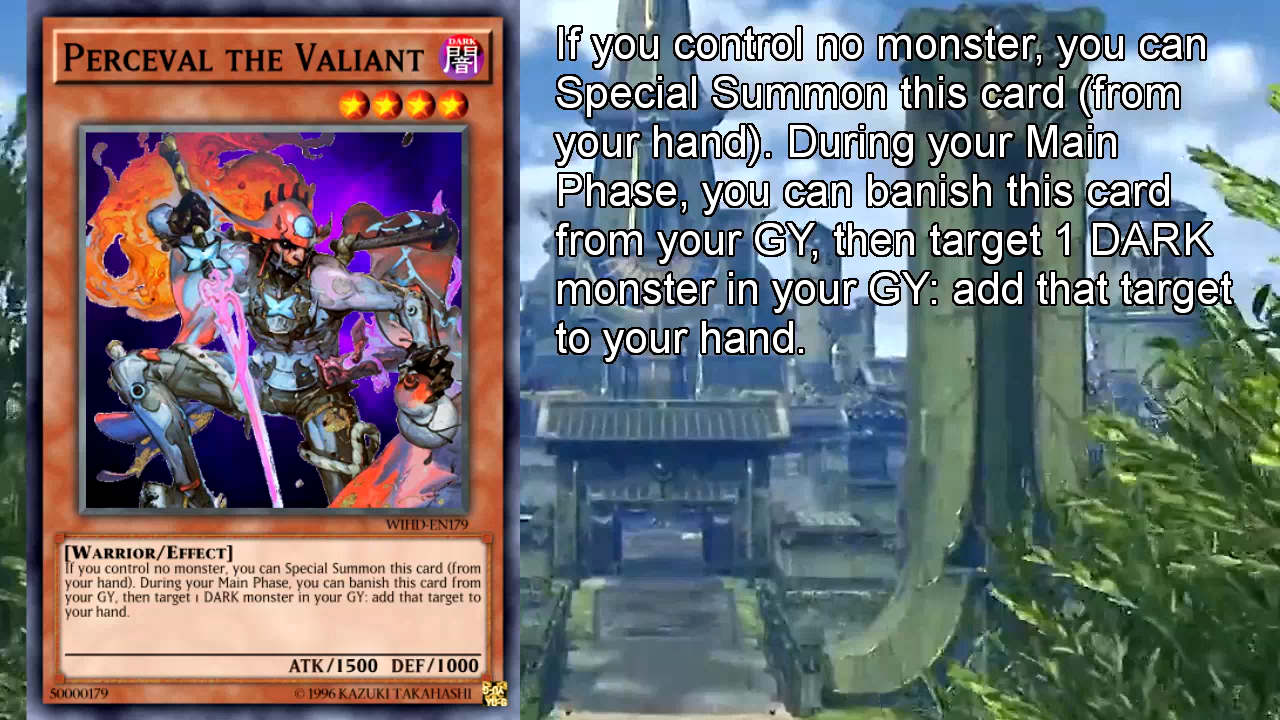 Perceval the Valiant
DARK
闇
WIHD-EN179
[Warrior/Effect]
If you control no monster, you can Special Summon this card (from
your hand). During your Main Phase, you can banish this card from
your GY, then target 1 DARK monster in your GY: add that target to
your hand.
ATK/1500 DEF/1000
50000179
© 1996 KAZUKI TAKAHASHI
If you control no monster, you can
Special Summon this card (from
your hand). During your Main
Phase, you can banish this card
from your GY, then target 1 DARK
monster in your GY: add that target
to your hand.